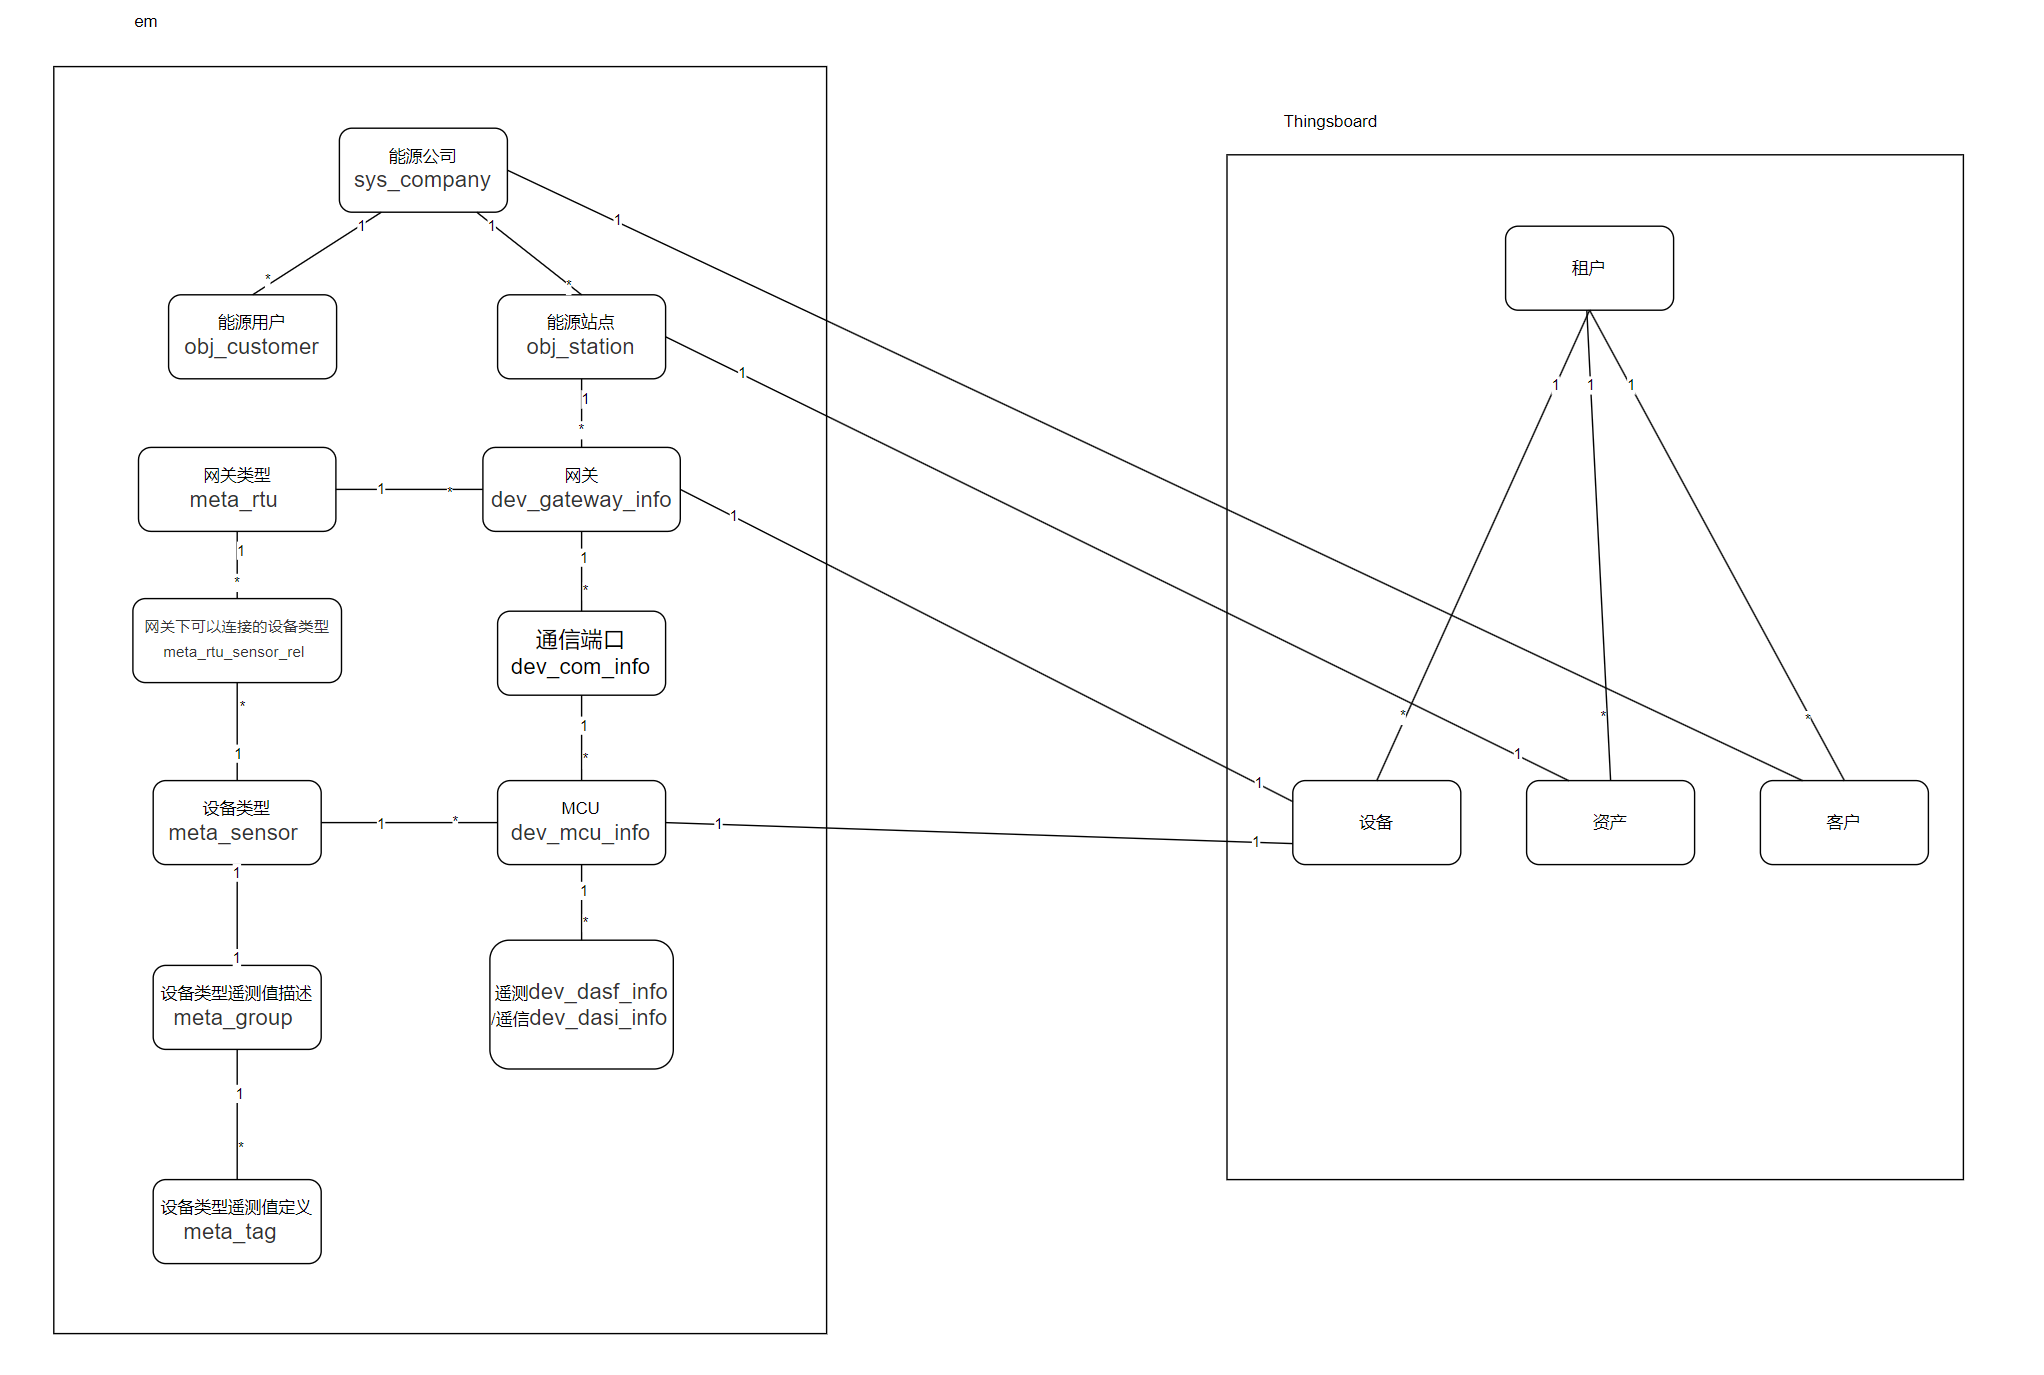 em
Thingsboard
能源公司
sys_company
1
1
1
*
*
能源用户
obj_customer
能源站点
obj_station
1
1
*
网关类型
meta_rtu
1
*
网关
dev_gateway_info
1
1
*
1
*
网关下可以连接的设备类型
meta_rtu_sensor_rel
通信端口
dev_com_info
*
1
1
*
设备类型
meta_sensor
1
*
MCU
dev_mcu_info
1
1
1
1
*
设备类型遥测值描述
meta_group
遥测dev_dasf_info
/遥信dev_dasi_info
1
*
设备类型遥测值定义
meta_tag
租户
1
1
1
*
*
*
1
1
1
设备
资产
客户